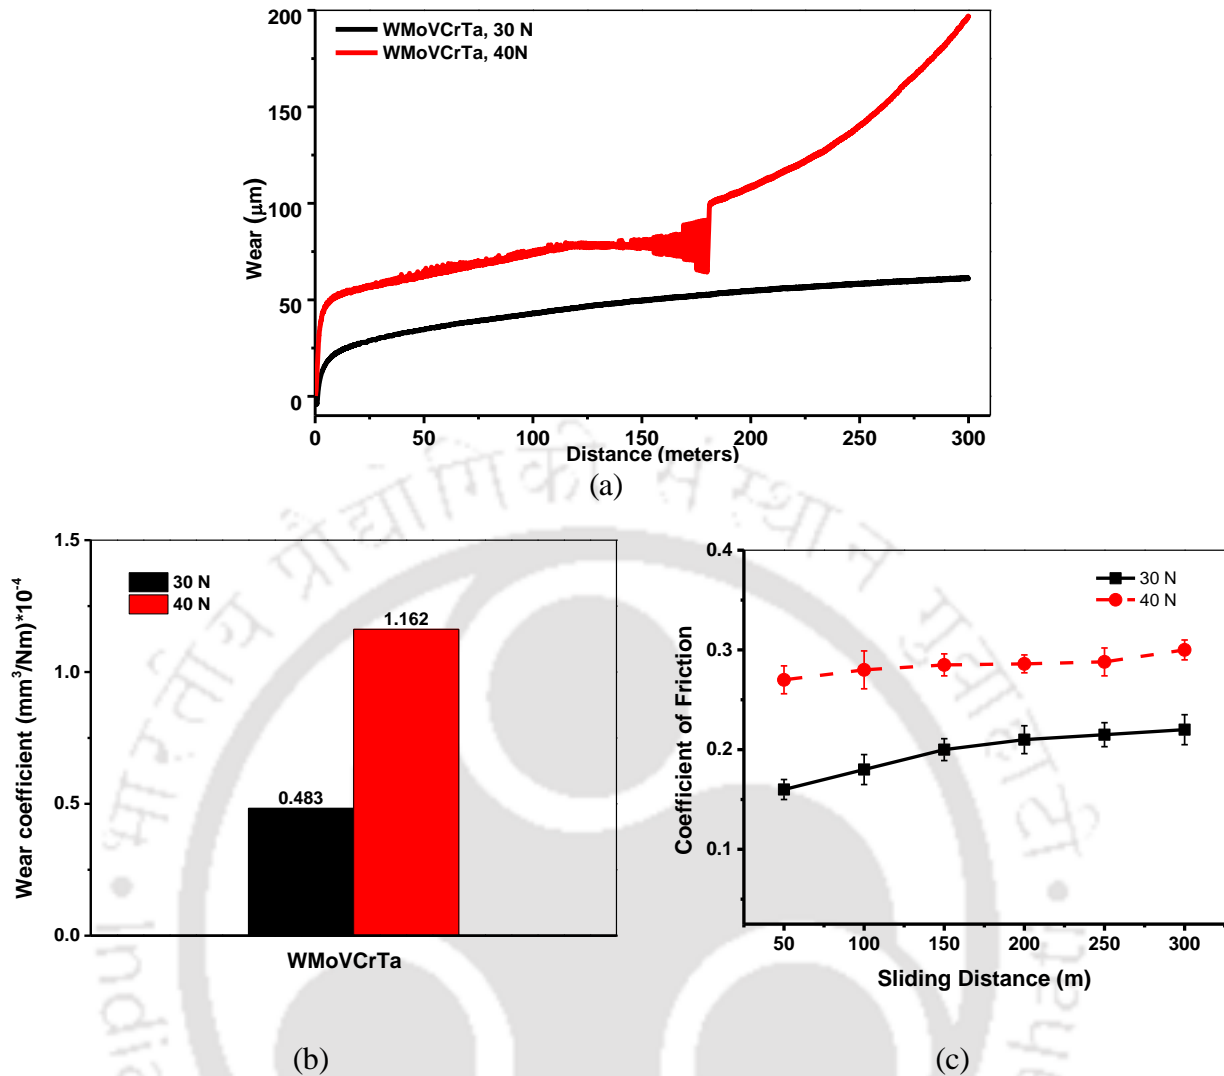 WMoVCrTa, 30 N
WMoVCrTa, 40N
200
150
100
50
0
Wear (μm)
0 50 100 150 200 250 300
Distance (meters)
(a)
1.5
1.0
0.5
0.0
Wear coefficient (mm³/Nm)*10⁻⁴
30 N
40 N
0.483
1.162
WMoVCrTa
(b)
0.4
0.3
0.2
0.1
Coefficient of Friction
30 N
40 N
50 100 150 200 250 300
Sliding Distance (m)
(c)
भारतीय प्रौद्योगिकी संस्थान गुवाहाटी